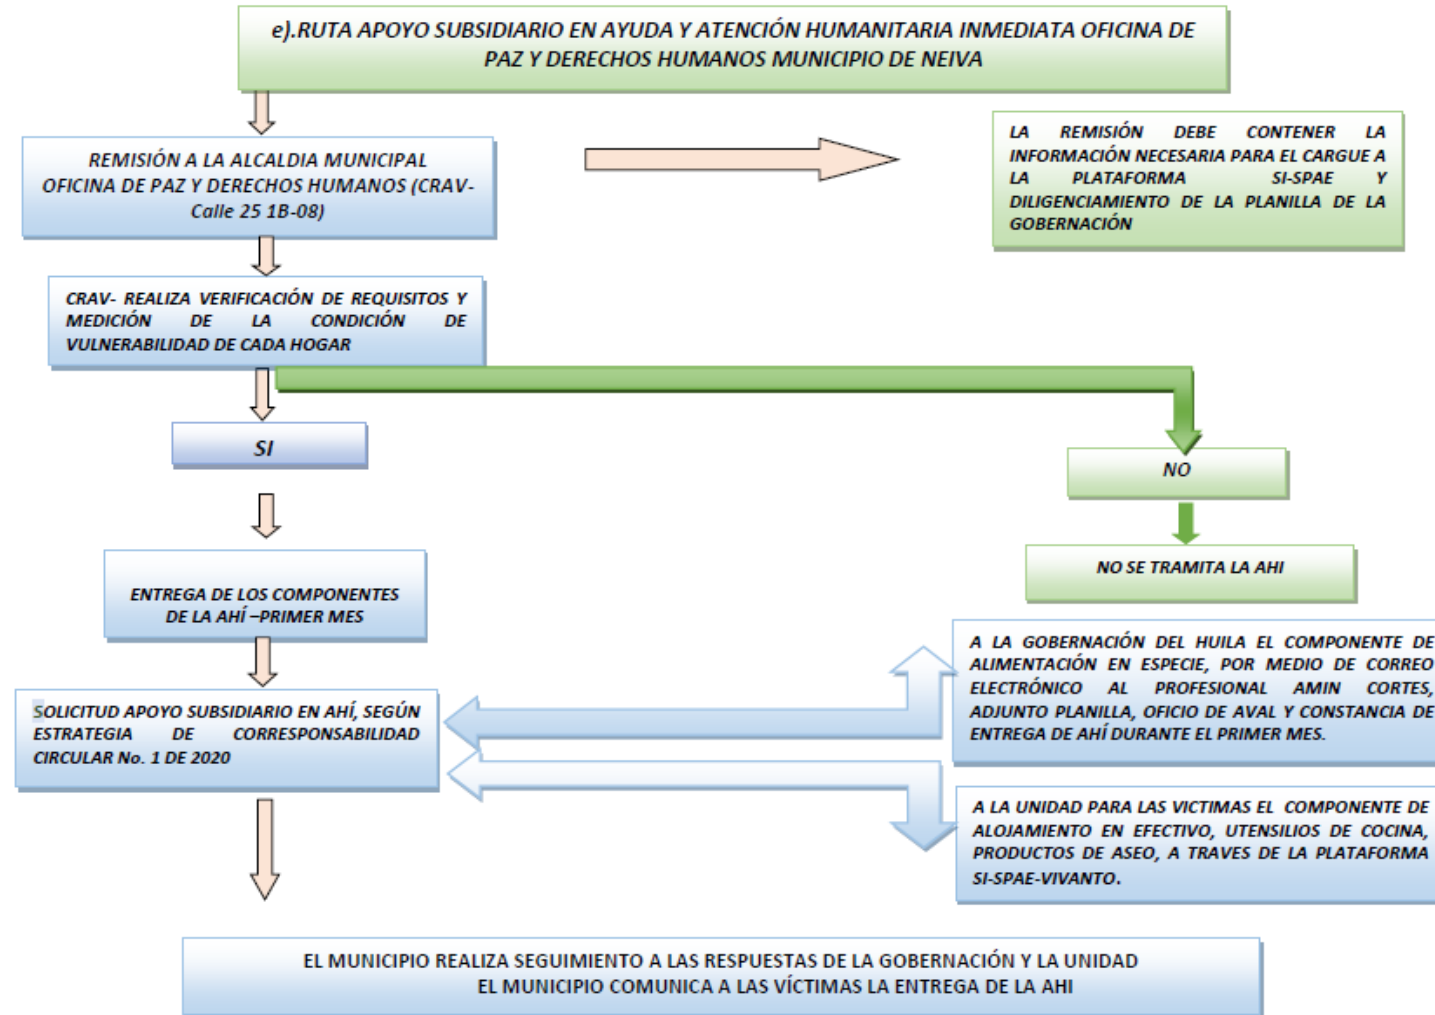 e).RUTA APOYO SUBSIDIARIO EN AYUDA Y ATENCIÓN HUMANITARIA INMEDIATA OFICINA DE
PAZ Y DERECHOS HUMANOS MUNICIPIO DE NEIVA
REMISIÓN A LA ALCALDIA MUNICIPAL
OFICINA DE PAZ Y DERECHOS HUMANOS (CRAV-
Calle 25 1B-08)
LA REMISIÓN DEBE CONTENER LA
INFORMACIÓN NECESARIA PARA EL CARGUE A
LA PLATAFORMA SI-SPAE Y
DILIGENCIAMIENTO DE LA PLANILLA DE LA
GOBERNACIÓN
CRAV- REALIZA VERIFICACIÓN DE REQUISITOS Y
MEDICIÓN DE LA CONDICIÓN DE
VULNERABILIDAD DE CADA HOGAR
SI
NO
NO SE TRAMITA LA AHI
ENTREGA DE LOS COMPONENTES
DE LA AHÍ –PRIMER MES
SOLICITUD APOYO SUBSIDIARIO EN AHÍ, SEGÚN
ESTRATEGIA DE CORRESPONSABILIDAD
CIRCULAR No. 1 DE 2020
A LA GOBERNACIÓN DEL HUILA EL COMPONENTE DE
ALIMENTACIÓN EN ESPECIE, POR MEDIO DE CORREO
ELECTRÓNICO AL PROFESIONAL AMIN CORTES,
ADJUNTO PLANILLA, OFICIO DE AVAL Y CONSTANCIA DE
ENTREGA DE AHÍ DURANTE EL PRIMER MES.
A LA UNIDAD PARA LAS VICTIMAS EL COMPONENTE DE
ALOJAMIENTO EN EFECTIVO, UTENSILIOS DE COCINA,
PRODUCTOS DE ASEO, A TRAVES DE LA PLATAFORMA
SI-SPAE-VIVANTO.
EL MUNICIPIO REALIZA SEGUIMIENTO A LAS RESPUESTAS DE LA GOBERNACIÓN Y LA UNIDAD
EL MUNICIPIO COMUNICA A LAS VÍCTIMAS LA ENTREGA DE LA AHI